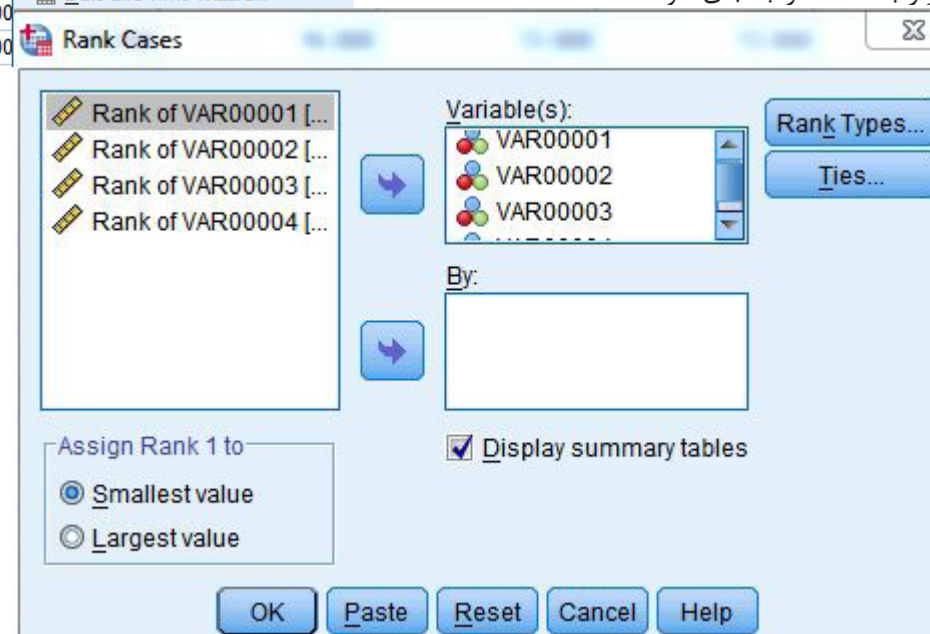 00
00
Rank Cases
Rank of VAR00001 [...
Rank of VAR00002 [...
Rank of VAR00003 [...
Rank of VAR00004 [...
Variable(s):
VAR00001
VAR00002
VAR00003
Rank Types...
Ties...
By:
Assign Rank 1 to
Smallest value
Largest value
Display summary tables
OK
Paste
Reset
Cancel
Help